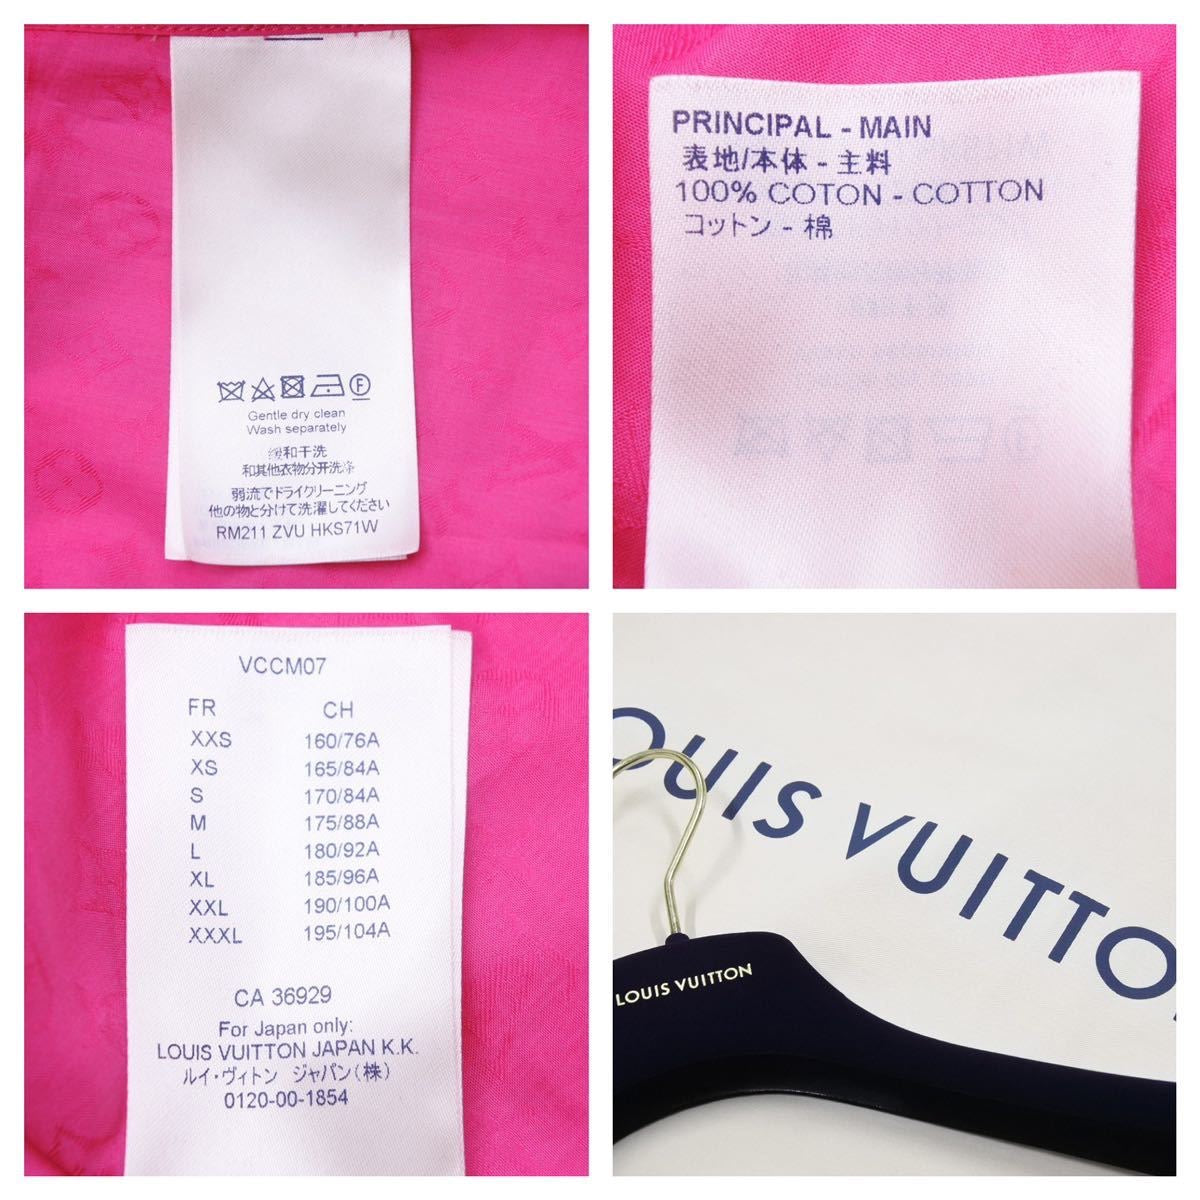 Gentle dry clean
Wash separately
缓和干洗
和其他衣物分开洗涤
弱流でドライクリーニング
他の物と分けて洗濯してください
RM211 ZVU HKS71W
PRINCIPAL - MAIN
表地/本体 - 主料
100% COTON - COTTON
コットン - 棉
VCCM07
FR CH
XXS 160/76A
XS 165/84A
S 170/84A
M 175/88A
L 180/92A
XL 185/96A
XXL 190/100A
XXXL 195/104A
CA 36929
For Japan only:
LOUIS VUITTON JAPAN K.K.
ルイ・ヴィトン ジャパン(株)
0120-00-1854
OUIS VUITTO
LOUIS VUITTON